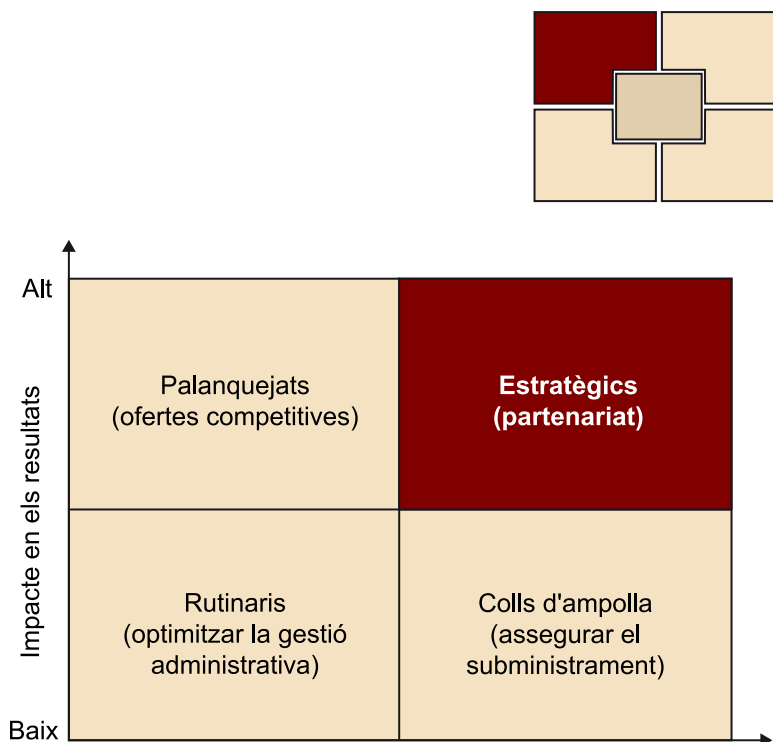 Alt
Palanquejats
(ofertes competitives)
Estratègics
(partenariat)
Impacte en els resultats
Rutinaris
(optimitzar la gestió
administrativa)
Colls d'ampolla
(assegurar el
subministrament)
Baix